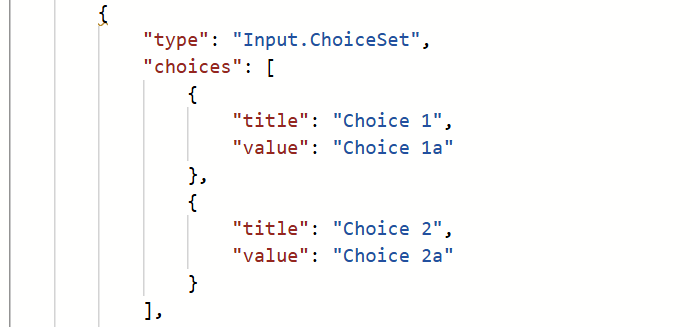 {
"type": "Input.ChoiceSet",
"choices": [
{
"title": "Choice 1",
"value": "Choice 1a"
},
{
"title": "Choice 2",
"value": "Choice 2a"
}
],